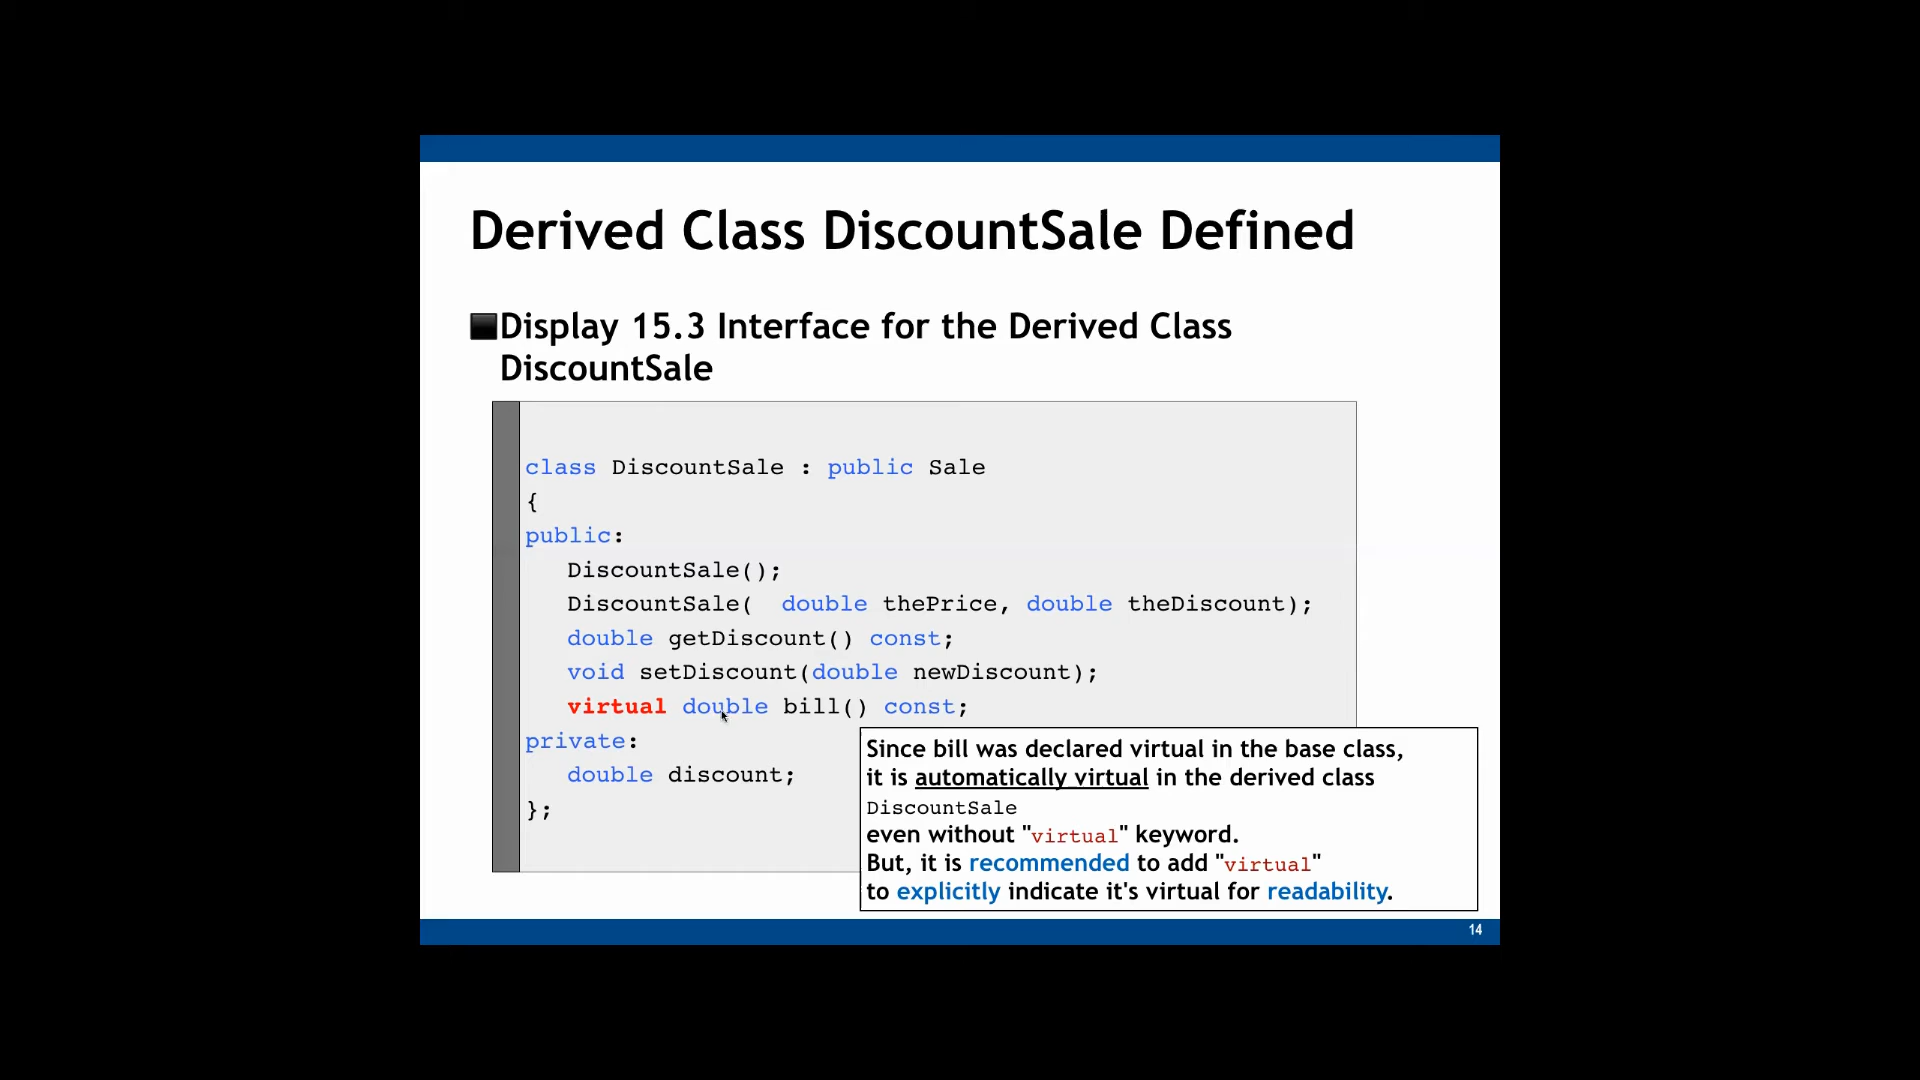 Derived Class DiscountSale Defined
Display 15.3 Interface for the Derived Class
DiscountSale
class DiscountSale : public Sale
{
public:
DiscountSale();
DiscountSale( double thePrice, double theDiscount);
double getDiscount() const;
void setDiscount(double newDiscount);
virtual double bill() const;
private:
double discount;
};
Since bill was declared virtual in the base class,
it is automatically virtual in the derived class
DiscountSale
even without "virtual" keyword.
But, it is recommended to add "virtual"
to explicitly indicate it's virtual for readability.
14